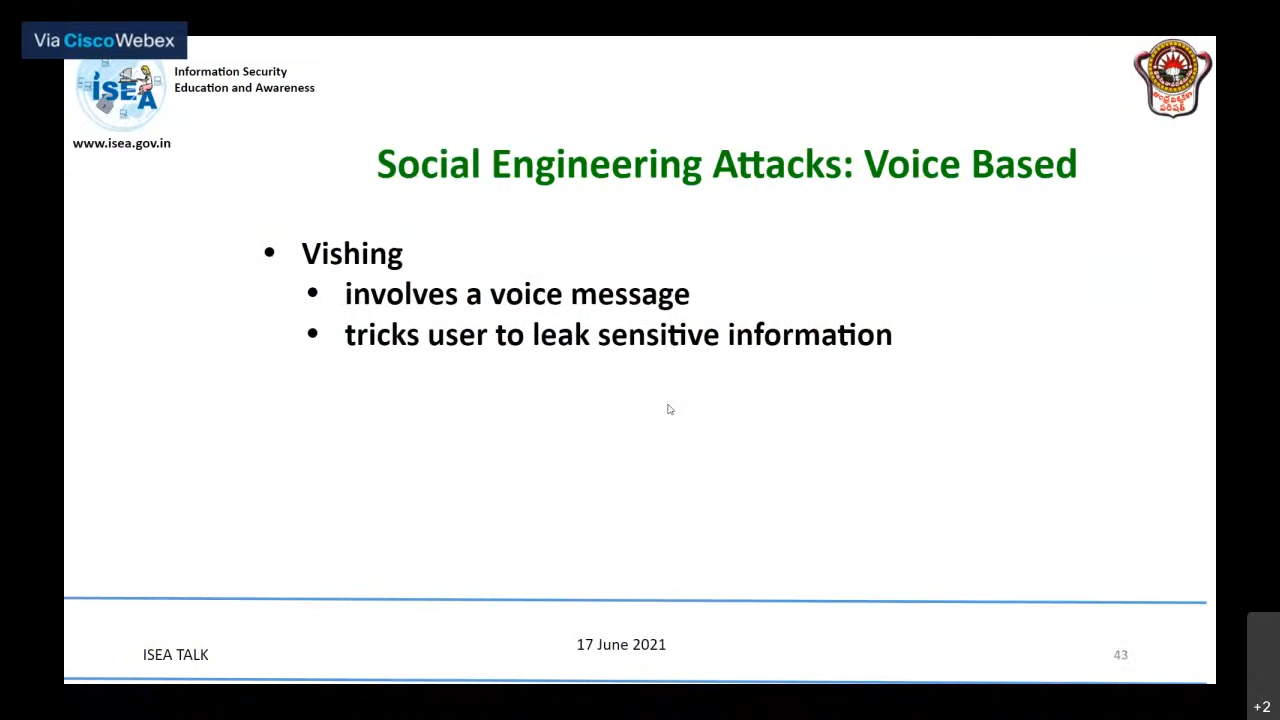 Via CiscoWebex
iSEA
Information Security
Education and Awareness
www.isea.gov.in
Social Engineering Attacks: Voice Based
• Vishing
• involves a voice message
• tricks user to leak sensitive information
ISEA TALK
17 June 2021
43
+2